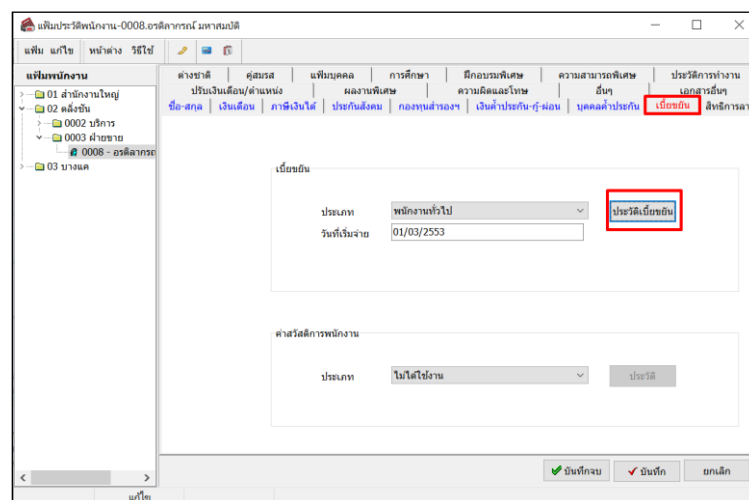 แฟ้มประวัติพนักงาน-0008.อรดิลากรณ์ มหาสมบัติ
แฟ้ม แก้ไข หน้าต่าง วิธีใช้
แฟ้มพนักงาน
01 สำนักงานใหญ่
02 ตลิ่งชัน
0002 บริการ
0003 ฝ่ายขาย
0008 - อรดิลากรณ
03 บางแค
ต่างชาติ คู่สมรส แฟ้มบุคคล การศึกษา ฝึกอบรมพิเศษ ความสามารถพิเศษ ประวัติการทำงาน
ปรับเงินเดือน/ตำแหน่ง ผลงานพิเศษ ความผิดและโทษ อื่นๆ เอกสารอื่นๆ
ชื่อ-สกุล เงินเดือน ภาษีเงินได้ ประกันสังคม กองทุนสำรองฯ เงินค้ำประกัน-กู้-ผ่อน บุคคลค้ำประกัน เบี้ยขยัน สิทธิการลา
เบี้ยขยัน
ประเภท พนักงานทั่วไป ประวัติเบี้ยขยัน
วันที่เริ่มจ่าย 01/03/2553
ค่าสวัสดิการพนักงาน
ประเภท ไม่ได้ใช้งาน ประวัติ
บันทึกจบ บันทึก ยกเลิก
แก้ไข